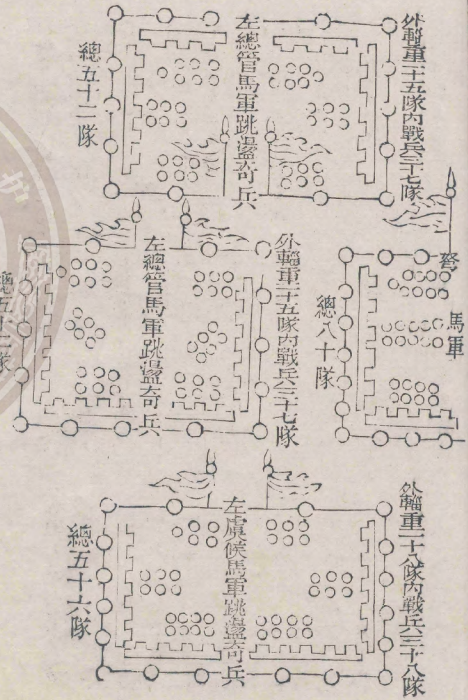 外輜重二十五隊內戰兵二十七隊
左總管馬軍跳盪奇兵
總五十二隊
馬軍
弩
總八十隊
外輜重二十五隊內戰兵二十七隊
左總管馬軍跳盪奇兵
總五十二隊
外輜重一十八隊內戰兵三十八隊
左虞候馬軍跳盪奇兵
總五十六隊